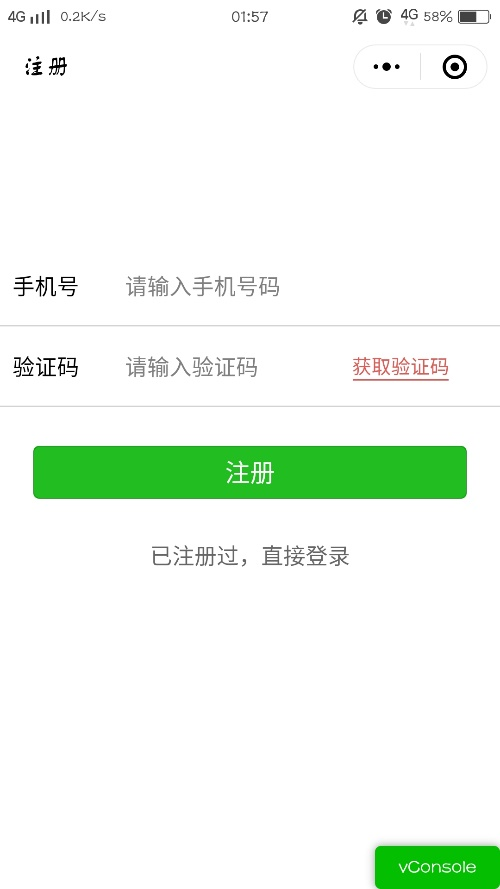 4G 0.2K/s 01:57 4G 58%
注册
手机号 请输入手机号码
验证码 请输入验证码 获取验证码
注册
已注册过，直接登录
vConsole